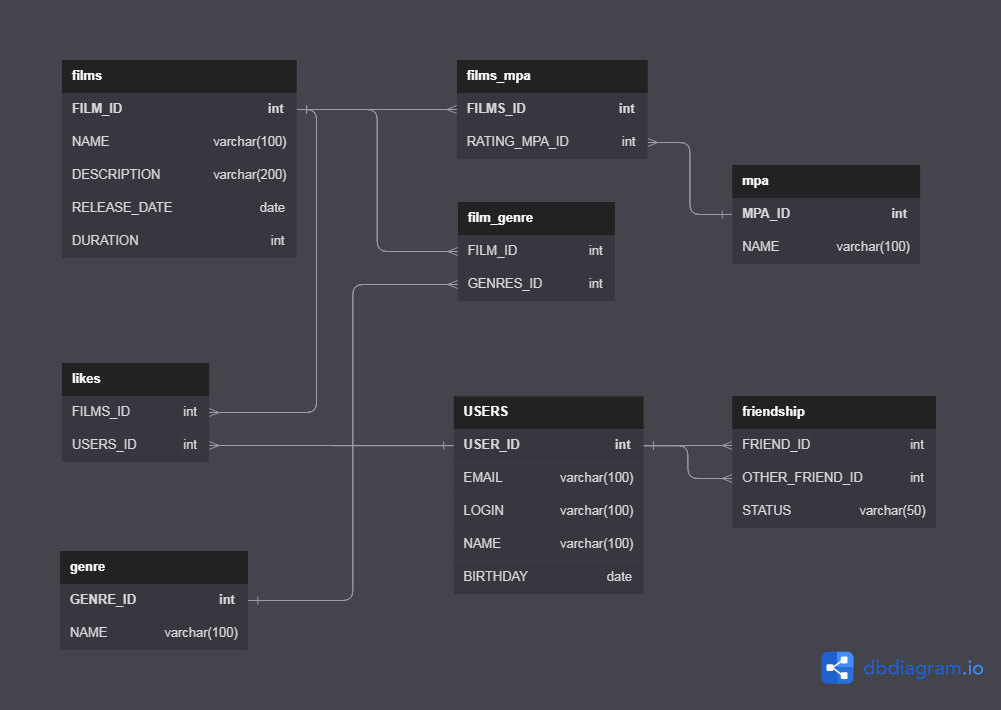 films
FILM_ID int
NAME varchar(100)
DESCRIPTION varchar(200)
RELEASE_DATE date
DURATION int
films_mpa
FILMS_ID int
RATING_MPA_ID int
mpa
MPA_ID int
NAME varchar(100)
film_genre
FILM_ID int
GENRES_ID int
likes
FILMS_ID int
USERS_ID int
USERS
USER_ID int
EMAIL varchar(100)
LOGIN varchar(100)
NAME varchar(100)
BIRTHDAY date
friendship
FRIEND_ID int
OTHER_FRIEND_ID int
STATUS varchar(50)
genre
GENRE_ID int
NAME varchar(100)
dbdiagram.io